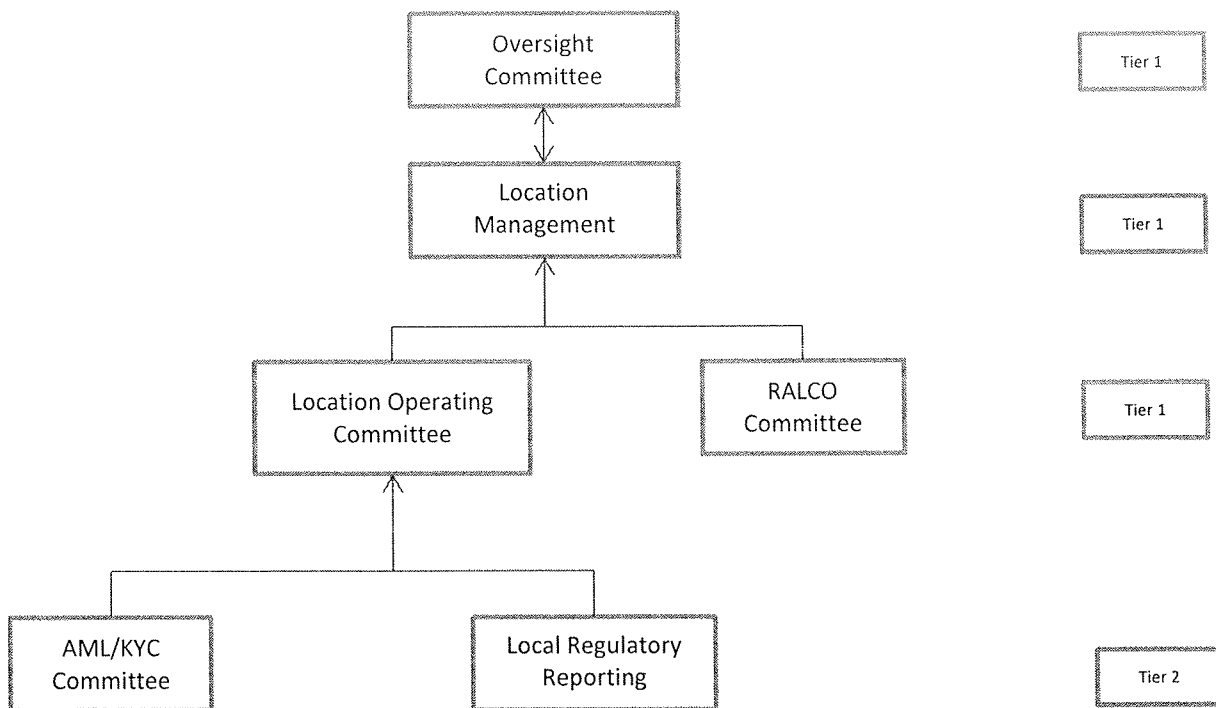 Oversight
Committee
Tier 1
Location
Management
Tier 1
Location Operating
Committee
RALCO
Committee
Tier 1
AML/KYC
Committee
Local Regulatory
Reporting
Tier 2